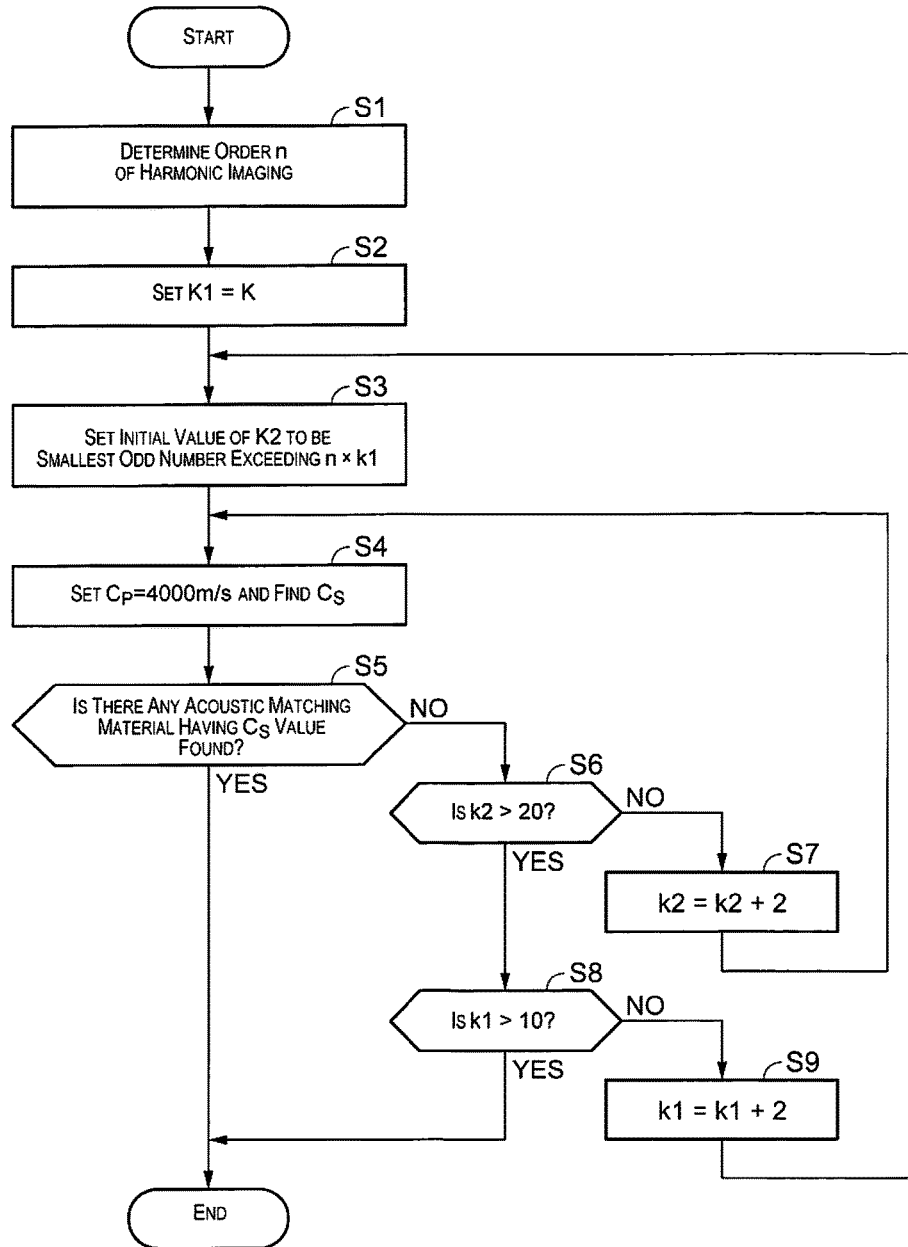 START
S1
DETERMINE ORDER n
OF HARMONIC IMAGING
S2
SET K1 = K
S3
SET INITIAL VALUE OF K2 TO BE
SMALLEST ODD NUMBER EXCEEDING n × k1
S4
SET CP=4000m/s AND FIND CS
S5
IS THERE ANY ACOUSTIC MATCHING
MATERIAL HAVING CS VALUE
FOUND?
NO
YES
S6
IS k2 > 20?
NO
YES
S7
k2 = k2 + 2
S8
IS k1 > 10?
NO
YES
S9
k1 = k1 + 2
END